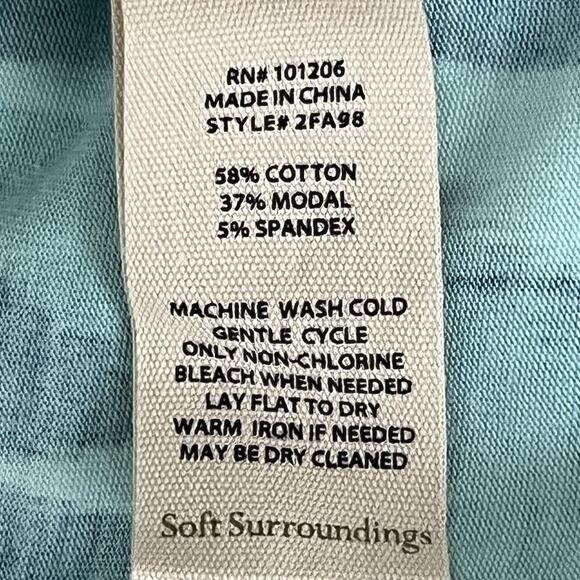 RN# 101206
MADE IN CHINA
STYLE# 2FA98
58% COTTON
37% MODAL
5% SPANDEX
MACHINE WASH COLD
GENTLE CYCLE
ONLY NON-CHLORINE
BLEACH WHEN NEEDED
LAY FLAT TO DRY
WARM IRON IF NEEDED
MAY BE DRY CLEANED
Soft Surroundings